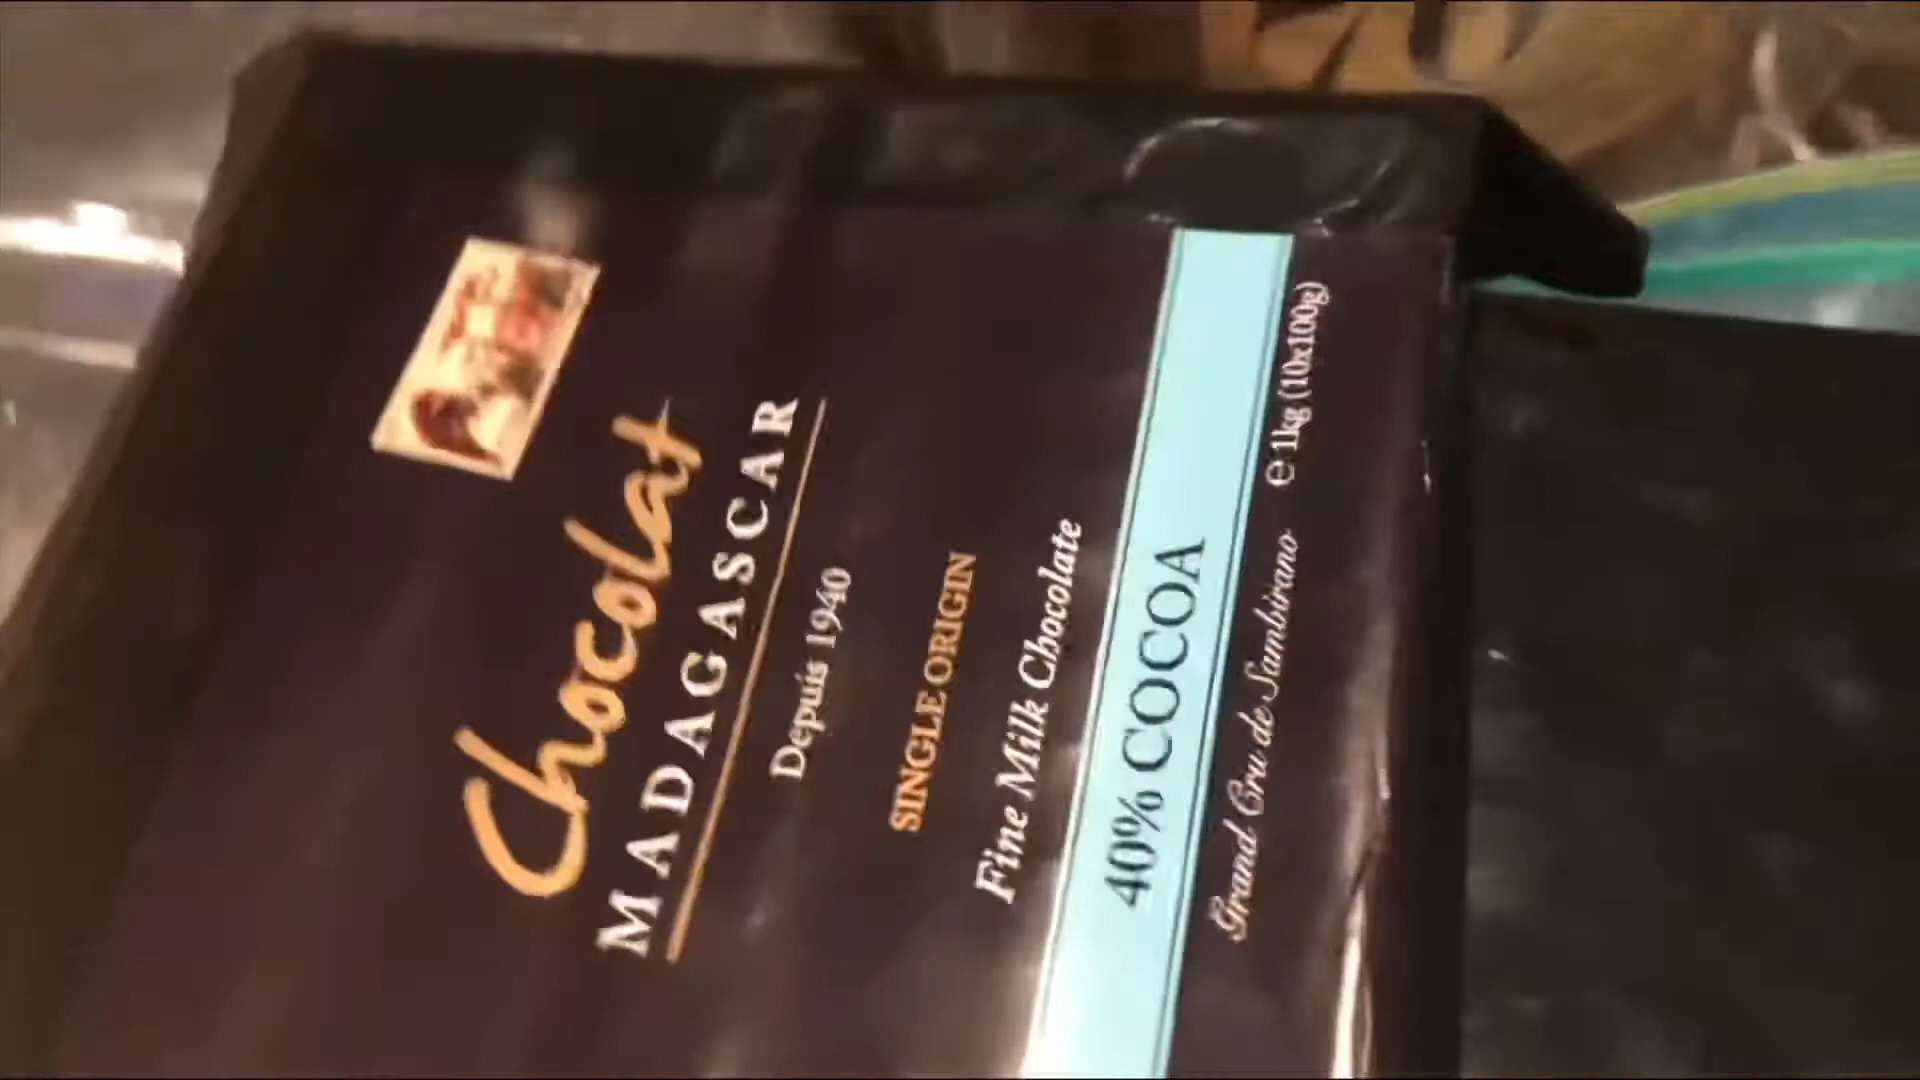 Chocolat
MADAGASCAR
Depuis 1940
SINGLE ORIGIN
Fine Milk Chocolate
40% COCOA
Grand Cru de Sambirano ℮ 1kg (10x100g)